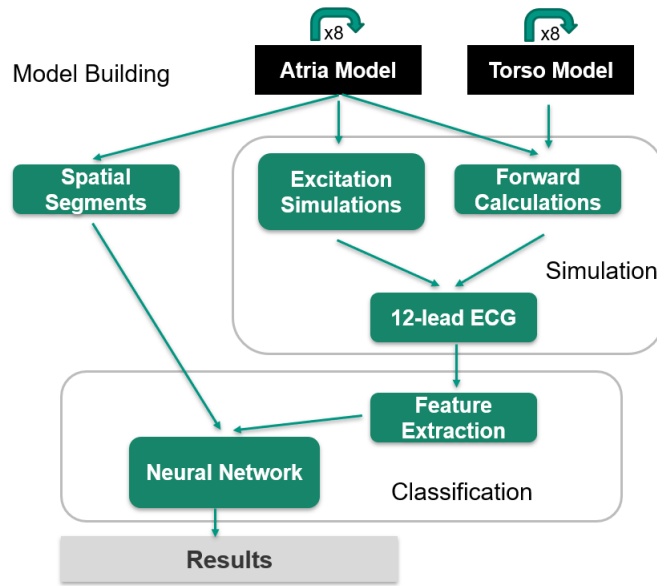 x8
x8
Model Building
Atria Model
Torso Model
Spatial
Segments
Excitation
Simulations
Forward
Calculations
Simulation
12-lead ECG
Feature
Extraction
Neural Network
Classification
Results